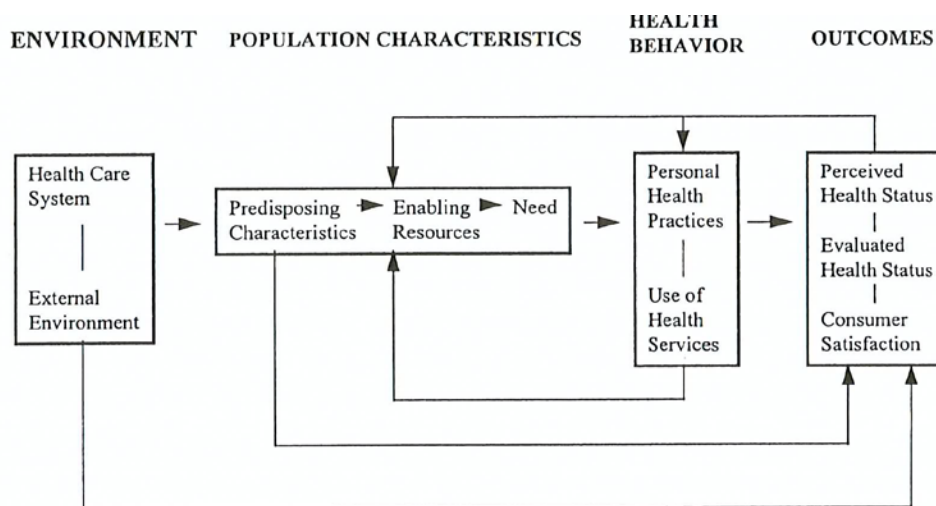 ENVIRONMENT
POPULATION CHARACTERISTICS
HEALTH
BEHAVIOR
OUTCOMES
Health Care
System
External
Environment
Predisposing
Characteristics
Enabling
Resources
Need
Personal
Health
Practices
Use of
Health
Services
Perceived
Health Status
Evaluated
Health Status
Consumer
Satisfaction